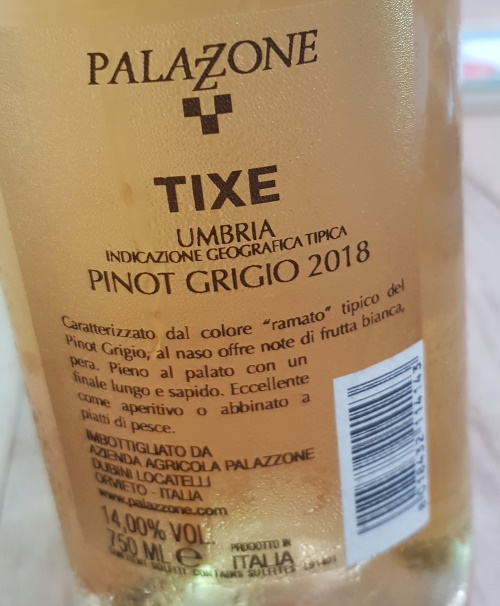 PALAZZONE
TIXE
UMBRIA
INDICAZIONE GEOGRAFICA TIPICA
PINOT GRIGIO 2018
Caratterizzato dal colore "ramato" tipico del
Pinot Grigio, al naso offre note di frutta bianca,
pera. Pieno al palato con un
finale lungo e sapido. Eccellente
come aperitivo o abbinato a
piatti di pesce.
IMBOTTIGLIATO DA
AZIENDA AGRICOLA PALAZZONE
DUBINI LOCATELLI
ORVIETO - ITALIA
www.palazzone.com
14,00% VOL.
750 ML e
PRODOTTO IN
ITALIA
SOLFITI CONTAINS SULFITES